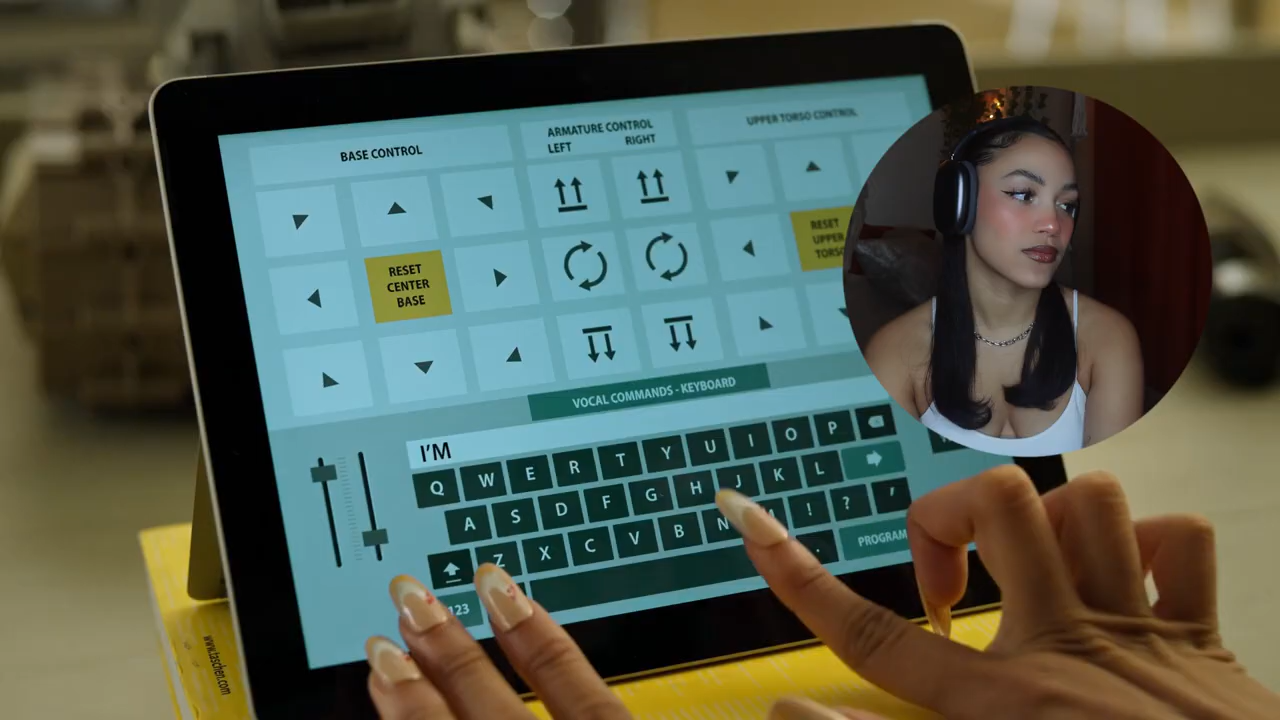 BASE CONTROL
ARMATURE CONTROL
LEFT RIGHT
UPPER TORSO CONTROL
RESET
CENTER
BASE
RESET
UPPER
TORSO
VOCAL COMMANDS - KEYBOARD
I'M
Q W E R T Y U I O P
A S D F G H J K L
Z X C V B N M ! ? '
.
123
PROGRAM
www.taschen.com